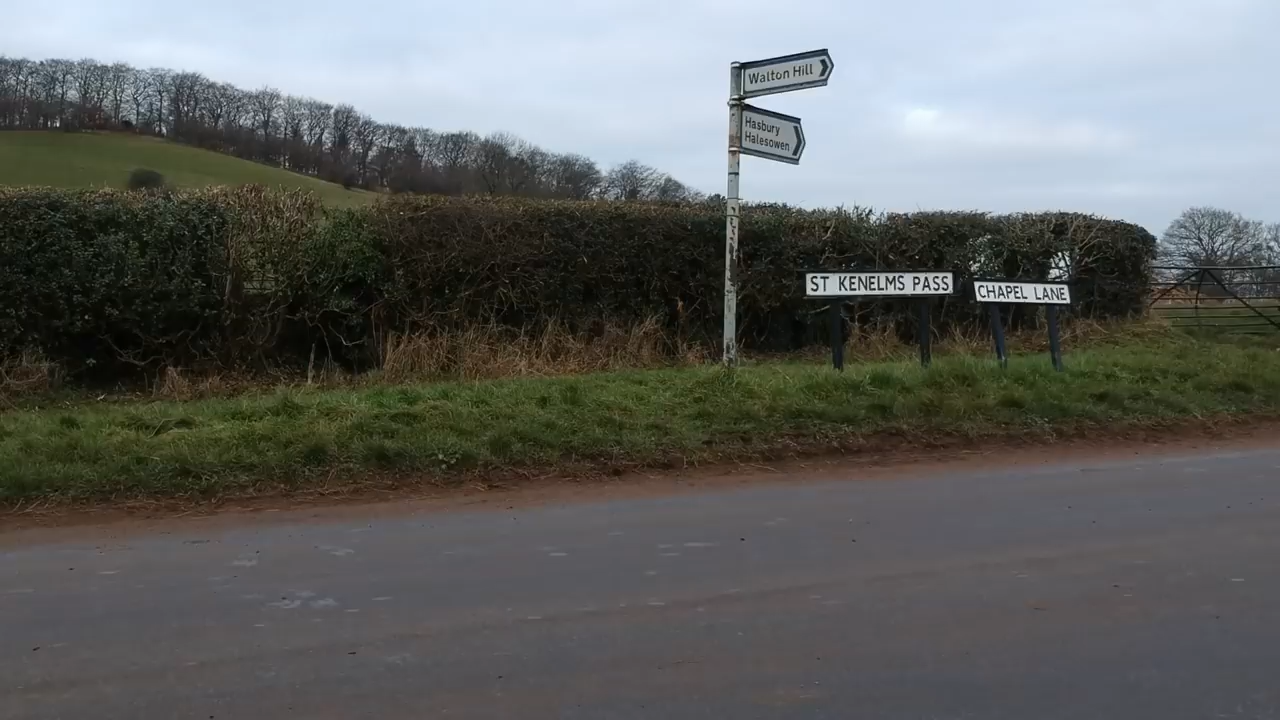 Walton Hill
Hasbury
Halesowen
ST KENELMS PASS
CHAPEL LANE